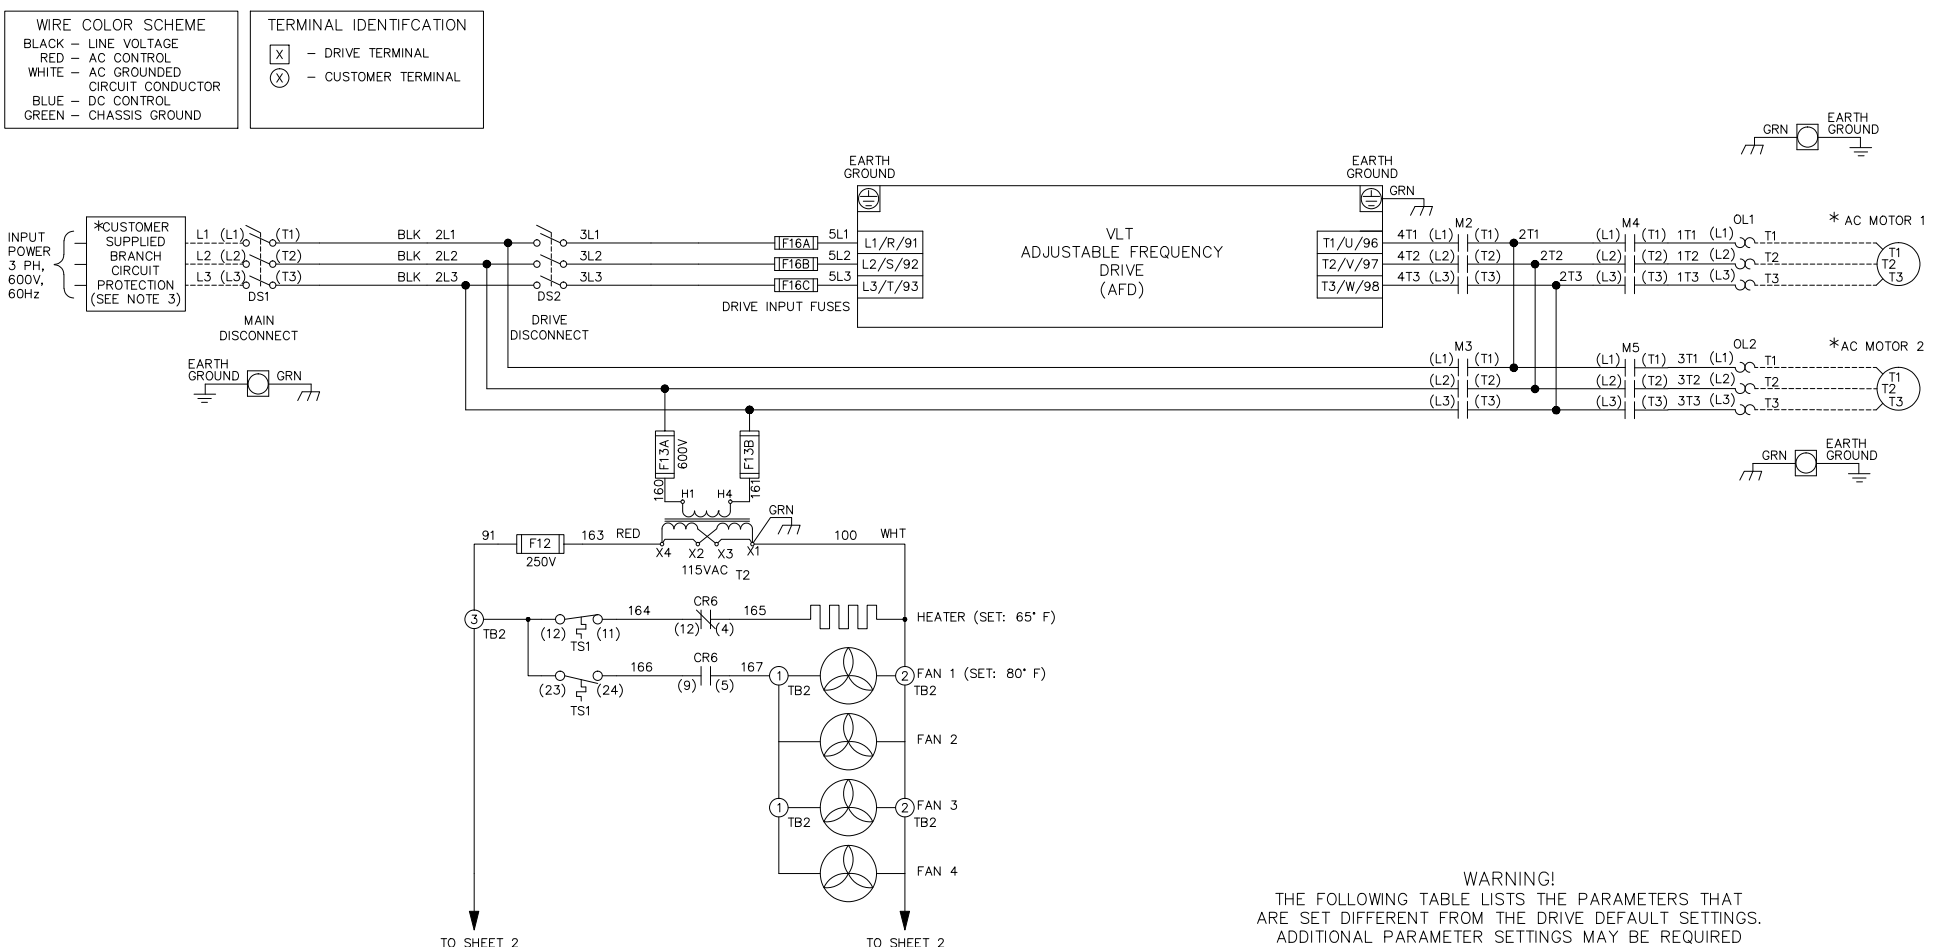 WIRE COLOR SCHEME
BLACK – LINE VOLTAGE
RED – AC CONTROL
WHITE – AC GROUNDED
CIRCUIT CONDUCTOR
BLUE – DC CONTROL
GREEN – CHASSIS GROUND
TERMINAL IDENTIFCATION
X – DRIVE TERMINAL
X – CUSTOMER TERMINAL
GRN
EARTH
GROUND
INPUT
POWER
3 PH,
600V,
60Hz
*CUSTOMER
SUPPLIED
BRANCH
CIRCUIT
PROTECTION
(SEE NOTE 3)
L1 (L1) (T1) BLK 2L1 3L1 F16A 5L1 L1/R/91
L2 (L2) (T2) BLK 2L2 3L2 F16B 5L2 L2/S/92
L3 (L3) (T3) BLK 2L3 3L3 F16C 5L3 L3/T/93
DS1
MAIN
DISCONNECT
DS2
DRIVE
DISCONNECT
DRIVE INPUT FUSES
EARTH
GROUND
VLT
ADJUSTABLE FREQUENCY
DRIVE
(AFD)
EARTH
GROUND
GRN
M2 M4 OL1 * AC MOTOR 1
T1/U/96 4T1 (L1) (T1) 2T1 (L1) (T1) 1T1 (L1) T1
T2/V/97 4T2 (L2) (T2) 2T2 (L2) (T2) 1T2 (L2) T2
T3/W/98 4T3 (L3) (T3) 2T3 (L3) (T3) 1T3 (L3) T3
T1
T2
T3
M3 M5 OL2 *AC MOTOR 2
(L1) (T1) (L1) (T1) 3T1 (L1) T1
(L2) (T2) (L2) (T2) 3T2 (L2) T2
(L3) (T3) (L3) (T3) 3T3 (L3) T3
T1
T2
T3
EARTH
GROUND
GRN
GRN
EARTH
GROUND
F13A
600V
F13B
160
161
H1 H4
GRN
91 F12 163 RED
250V
X4 X2 X3 X1
115VAC T2
100 WHT
3
TB2
(12) (11)
TS1
164
CR6
(12) (4)
165
HEATER (SET: 65° F)
(23) (24)
TS1
166
CR6
(9) (5)
167
1
TB2
2
TB2
FAN 1 (SET: 80° F)
FAN 2
1
TB2
2
TB2
FAN 3
FAN 4
TO SHEET 2
TO SHEET 2
WARNING!
THE FOLLOWING TABLE LISTS THE PARAMETERS THAT
ARE SET DIFFERENT FROM THE DRIVE DEFAULT SETTINGS.
ADDITIONAL PARAMETER SETTINGS MAY BE REQUIRED